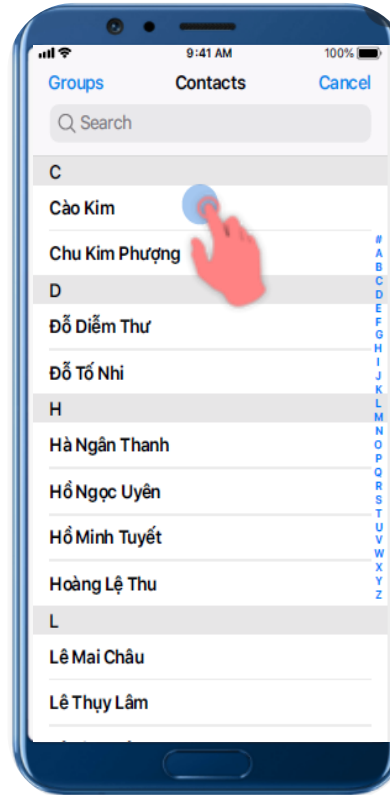 9:41 AM 100%
Groups Contacts Cancel
Search
C
Cào Kim
Chu Kim Phượng
D
Đỗ Diễm Thư
Đỗ Tố Nhi
H
Hà Ngân Thanh
Hồ Ngọc Uyên
Hồ Minh Tuyết
Hoàng Lệ Thu
L
Lê Mai Châu
Lê Thụy Lâm
#
A
B
C
D
E
F
G
H
I
J
K
L
M
N
O
P
Q
R
S
T
U
V
W
X
Y
Z